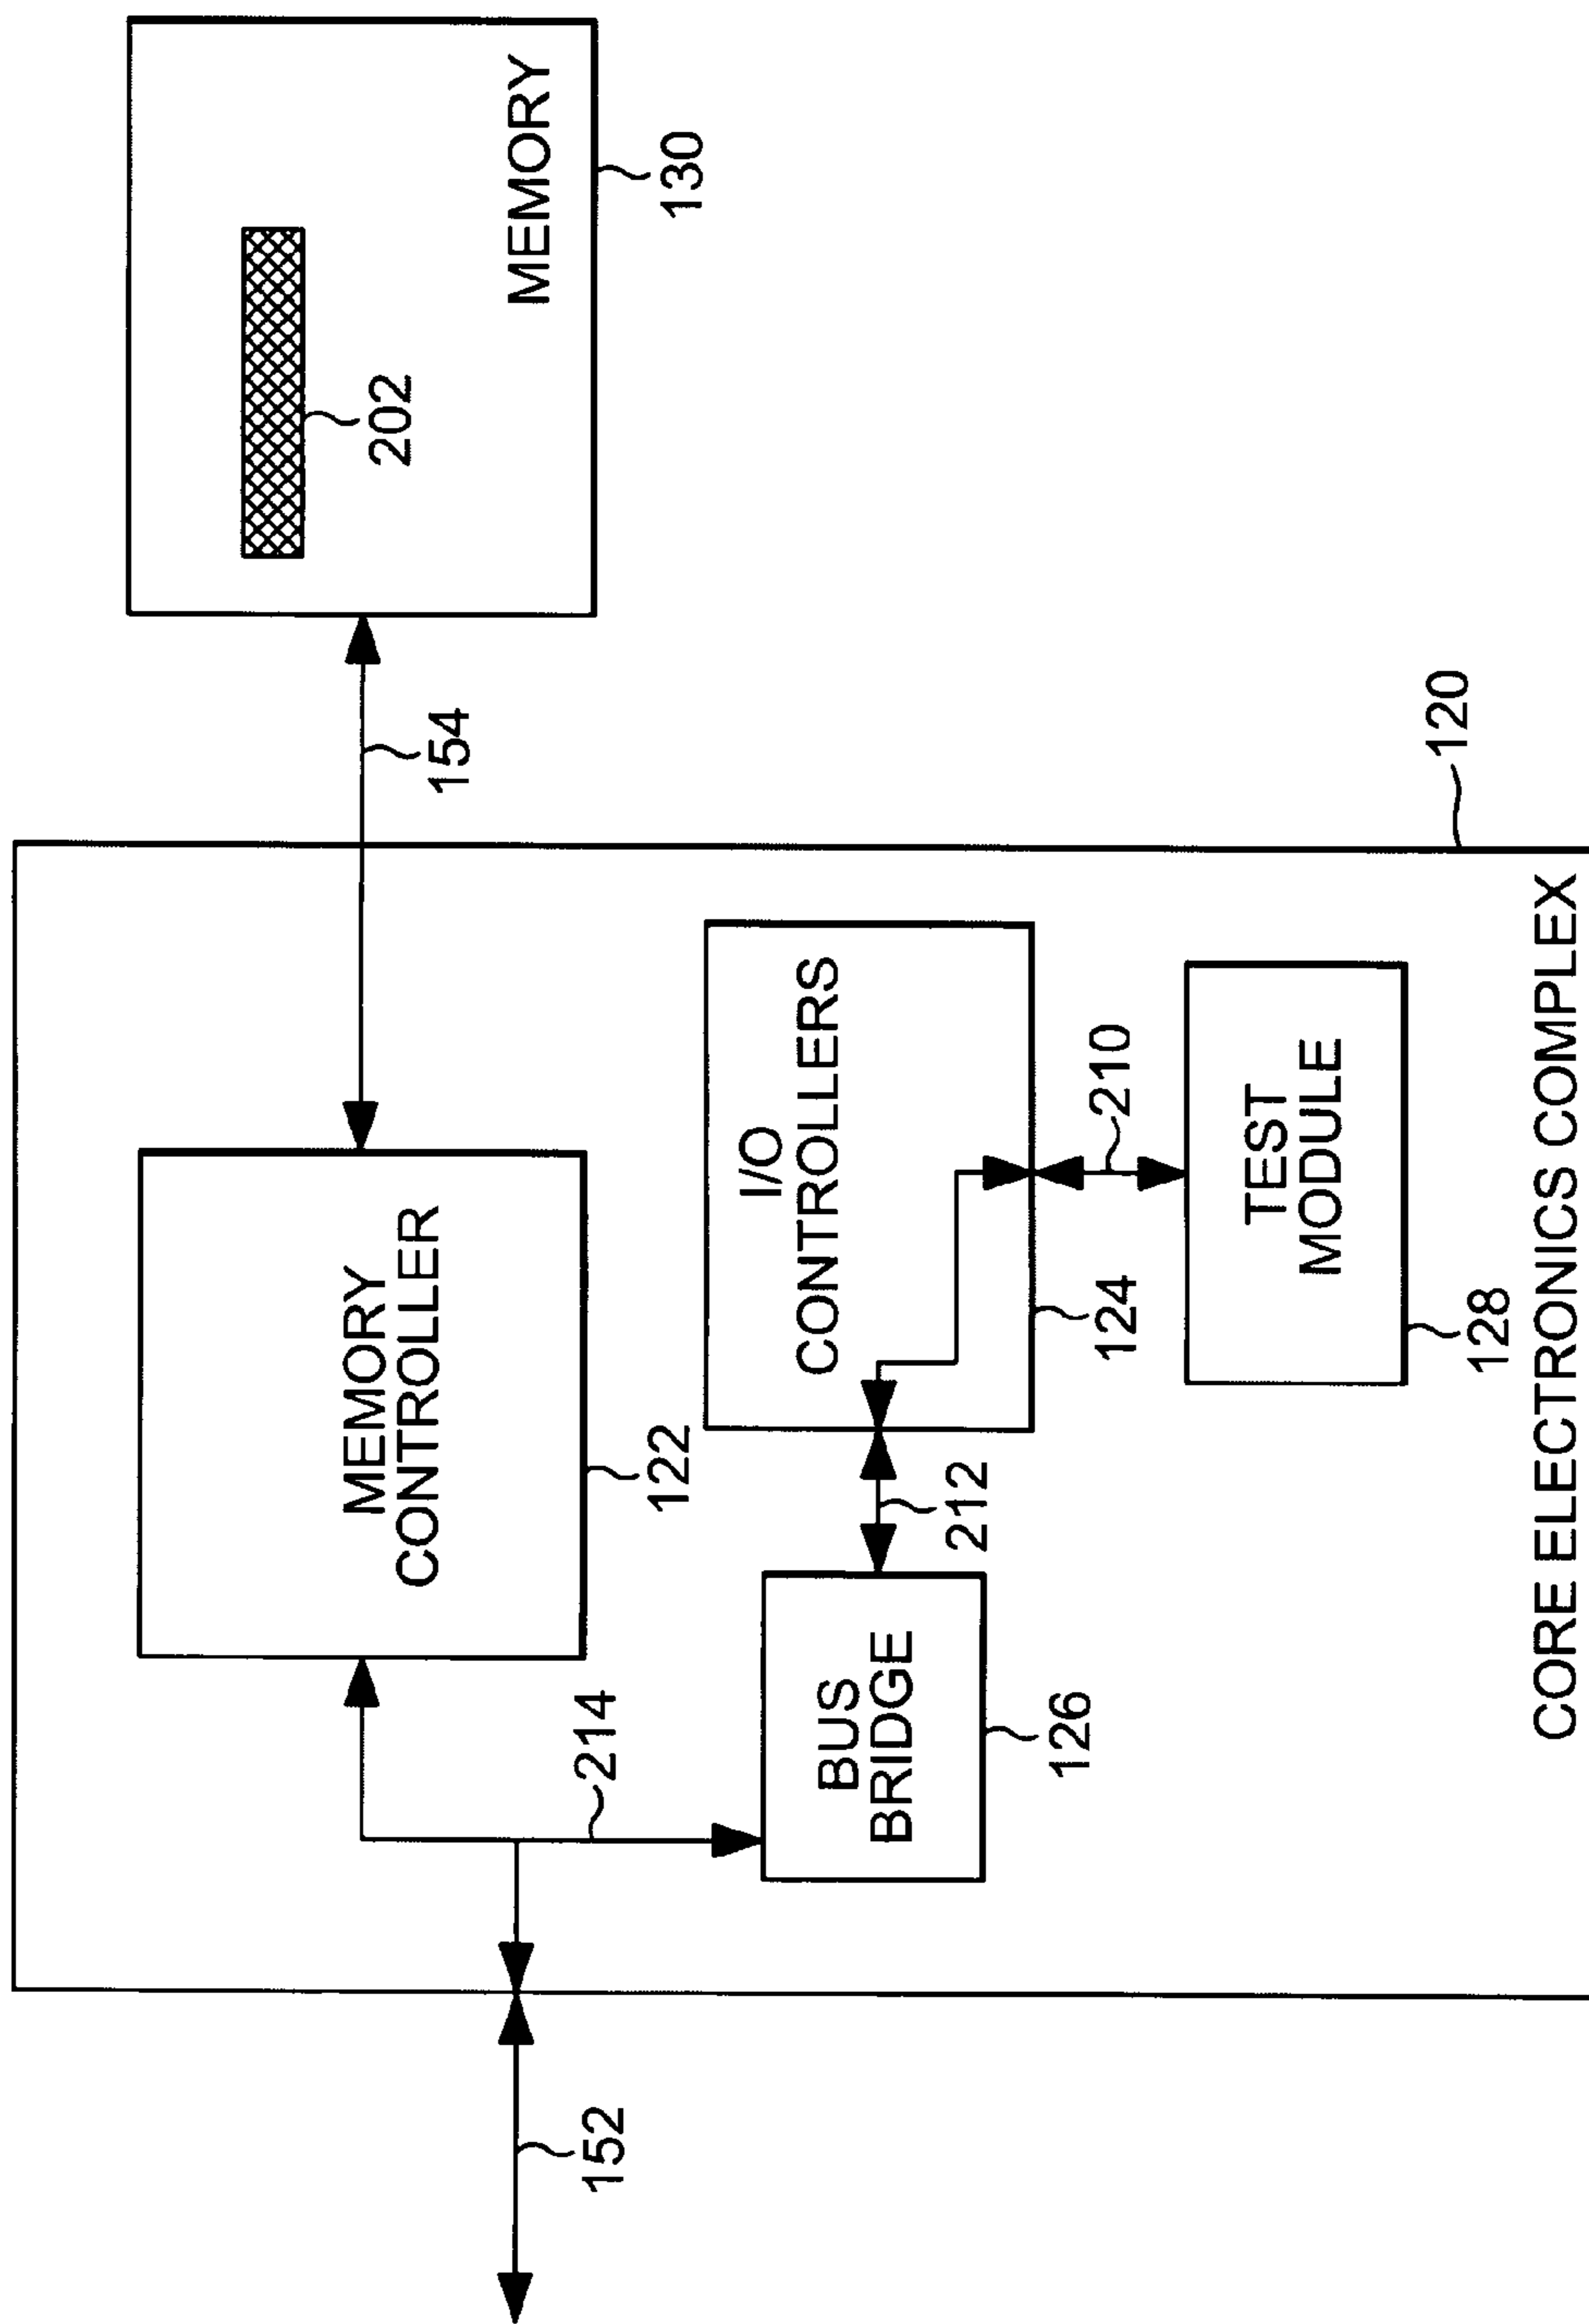 MEMORY
202
130
154
120
MEMORY
CONTROLLER
122
I/O
CONTROLLERS
124
210
TEST
MODULE
128
214
212
BUS
BRIDGE
126
152
CORE ELECTRONICS COMPLEX